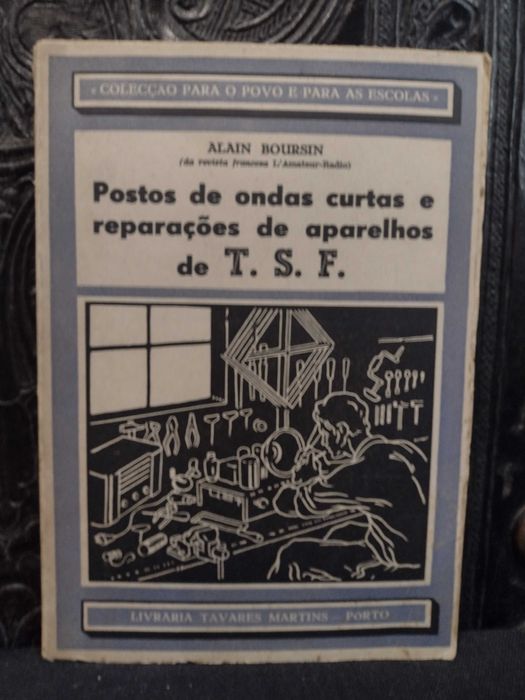 « COLECÇÃO PARA O POVO E PARA AS ESCOLAS »
ALAIN BOURSIN
(da revista francesa L'Amateur-Radio)
Postos de ondas curtas e
reparações de aparelhos
de T. S. F.
LIVRARIA TAVARES MARTINS — PÔRTO